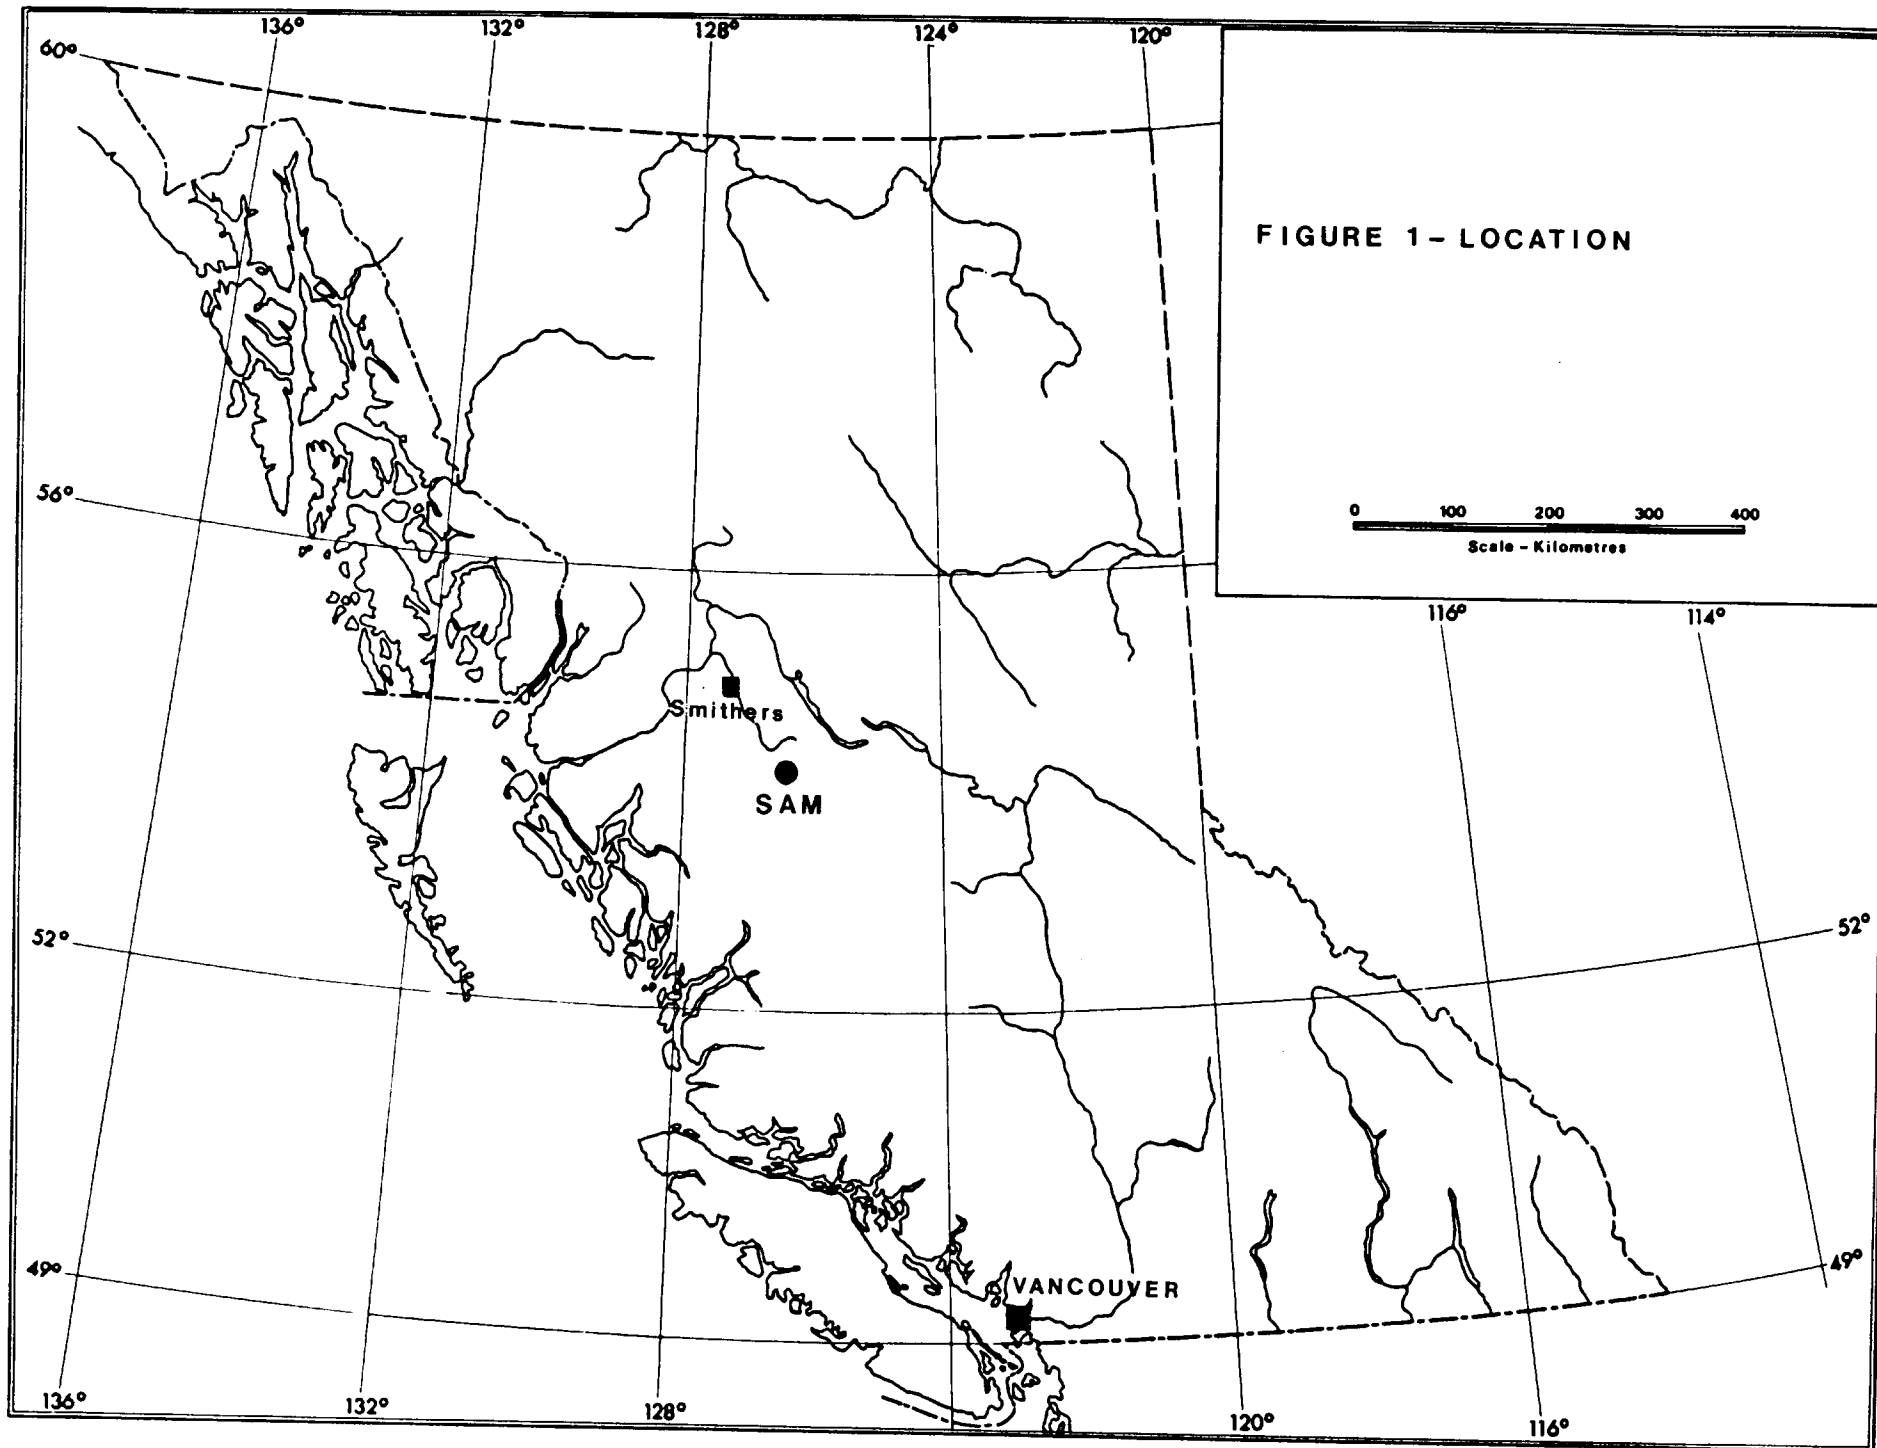 136° 132° 128° 124° 120°
60°
FIGURE 1 – LOCATION
56°
0 100 200 300 400
Scale – Kilometres
116° 114°
Smithers
SAM
52° 52°
49° 49°
VANCOUVER
136° 132° 128° 120° 116°